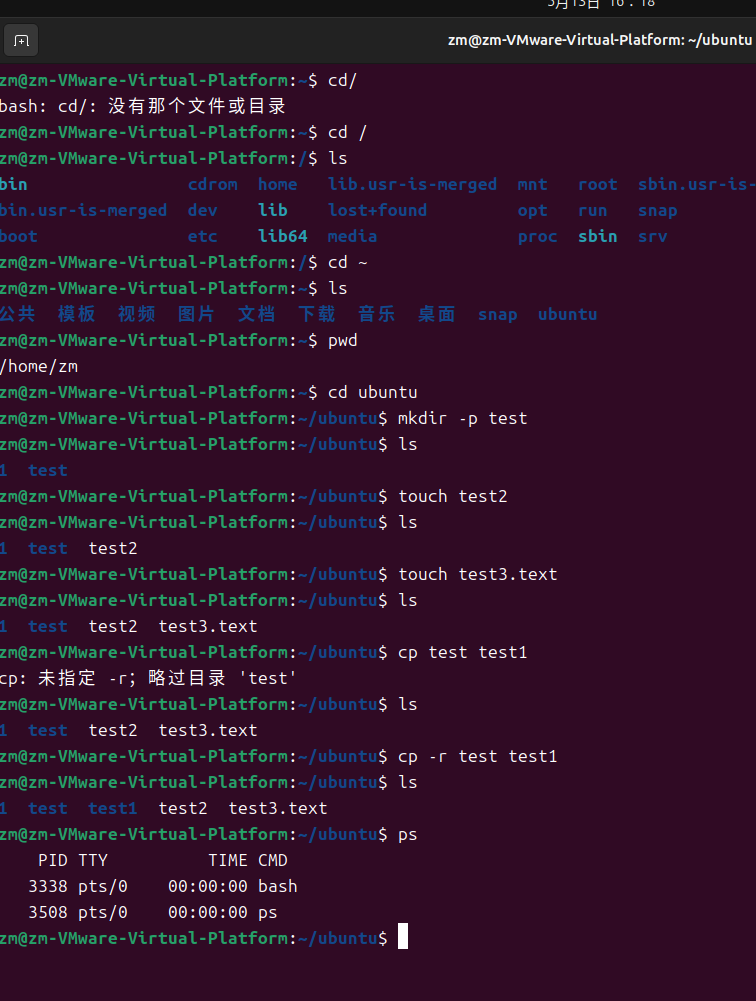 5月13日 16：18
zm@zm-VMware-Virtual-Platform: ~/ubuntu
zm@zm-VMware-Virtual-Platform:~$ cd/
bash: cd/: 没有那个文件或目录
zm@zm-VMware-Virtual-Platform:~$ cd /
zm@zm-VMware-Virtual-Platform:/$ ls
bin cdrom home lib.usr-is-merged mnt root sbin.usr-is-
bin.usr-is-merged dev lib lost+found opt run snap
boot etc lib64 media proc sbin srv
zm@zm-VMware-Virtual-Platform:/$ cd ~
zm@zm-VMware-Virtual-Platform:~$ ls
公共 模板 视频 图片 文档 下载 音乐 桌面 snap ubuntu
zm@zm-VMware-Virtual-Platform:~$ pwd
/home/zm
zm@zm-VMware-Virtual-Platform:~$ cd ubuntu
zm@zm-VMware-Virtual-Platform:~/ubuntu$ mkdir -p test
zm@zm-VMware-Virtual-Platform:~/ubuntu$ ls
1 test
zm@zm-VMware-Virtual-Platform:~/ubuntu$ touch test2
zm@zm-VMware-Virtual-Platform:~/ubuntu$ ls
1 test test2
zm@zm-VMware-Virtual-Platform:~/ubuntu$ touch test3.text
zm@zm-VMware-Virtual-Platform:~/ubuntu$ ls
1 test test2 test3.text
zm@zm-VMware-Virtual-Platform:~/ubuntu$ cp test test1
cp: 未指定 -r；略过目录 'test'
zm@zm-VMware-Virtual-Platform:~/ubuntu$ ls
1 test test2 test3.text
zm@zm-VMware-Virtual-Platform:~/ubuntu$ cp -r test test1
zm@zm-VMware-Virtual-Platform:~/ubuntu$ ls
1 test test1 test2 test3.text
zm@zm-VMware-Virtual-Platform:~/ubuntu$ ps
PID TTY TIME CMD
3338 pts/0 00:00:00 bash
3508 pts/0 00:00:00 ps
zm@zm-VMware-Virtual-Platform:~/ubuntu$